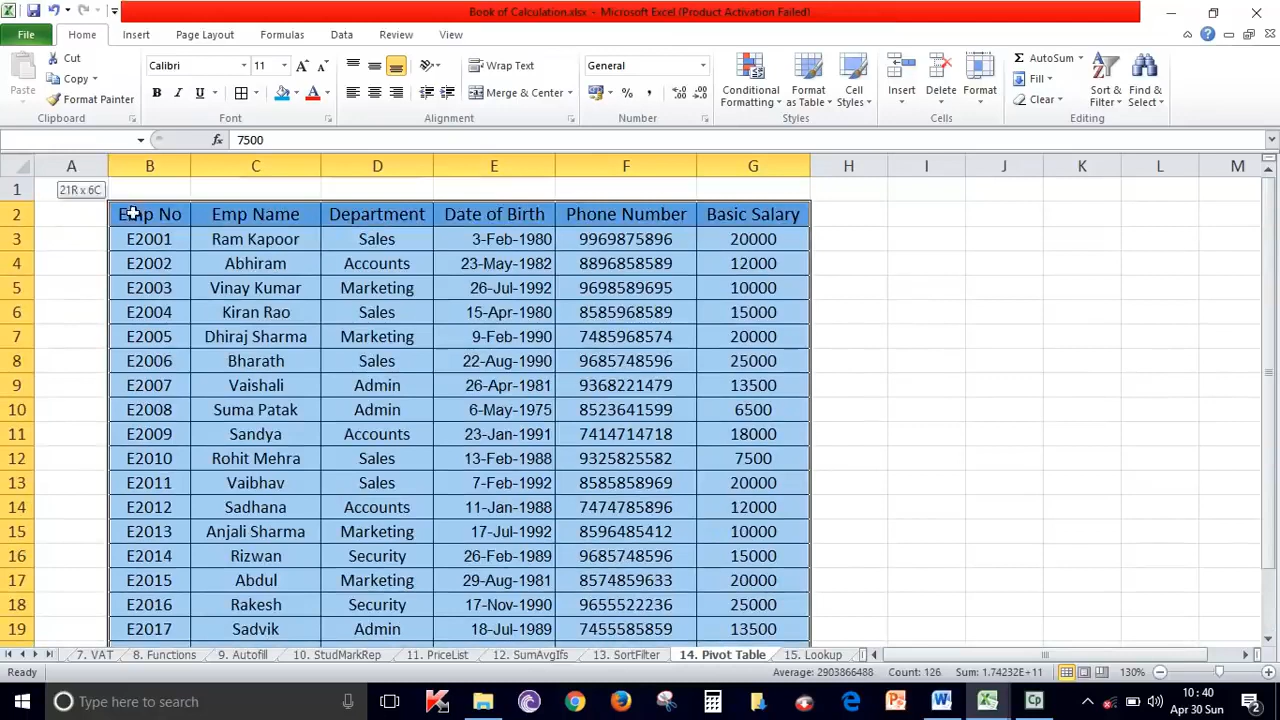 Book of Calculation.xlsx - Microsoft Excel (Product Activation Failed)
File Home Insert Page Layout Formulas Data Review View
Paste Cut Copy Format Painter Clipboard
Calibri 11 A A B I U A Font
Wrap Text Merge & Center Alignment
General % , Number
Conditional Formatting Format as Table Cell Styles Styles
Insert Delete Format Cells
Σ AutoSum Fill Clear Sort & Filter Find & Select Editing
fx 7500
A B C D E F G H I J K L M
1 21R x 6C
2 Emp No Emp Name Department Date of Birth Phone Number Basic Salary
3 E2001 Ram Kapoor Sales 3-Feb-1980 9969875896 20000
4 E2002 Abhiram Accounts 23-May-1982 8896858589 12000
5 E2003 Vinay Kumar Marketing 26-Jul-1992 9698589695 10000
6 E2004 Kiran Rao Sales 15-Apr-1980 8585968589 15000
7 E2005 Dhiraj Sharma Marketing 9-Feb-1990 7485968574 20000
8 E2006 Bharath Sales 22-Aug-1990 9685748596 25000
9 E2007 Vaishali Admin 26-Apr-1981 9368221479 13500
10 E2008 Suma Patak Admin 6-May-1975 8523641599 6500
11 E2009 Sandya Accounts 23-Jan-1991 7414714718 18000
12 E2010 Rohit Mehra Sales 13-Feb-1988 9325825582 7500
13 E2011 Vaibhav Sales 7-Feb-1992 8585858969 20000
14 E2012 Sadhana Accounts 11-Jan-1988 7474785896 12000
15 E2013 Anjali Sharma Marketing 17-Jul-1992 8596485412 10000
16 E2014 Rizwan Security 26-Feb-1989 9685748596 15000
17 E2015 Abdul Marketing 29-Aug-1981 8574859633 20000
18 E2016 Rakesh Security 17-Nov-1990 9655522236 25000
19 E2017 Sadvik Admin 18-Jul-1989 7455585859 13500
7. VAT 8. Functions 9. Autofill 10. StudMarkRep 11. PriceList 12. SumAvgIfs 13. SortFilter 14. Pivot Table 15. Lookup
Ready Average: 2903866488 Count: 126 Sum: 1.74232E+11 130%
Type here to search 10:40
Apr 30 Sun 2